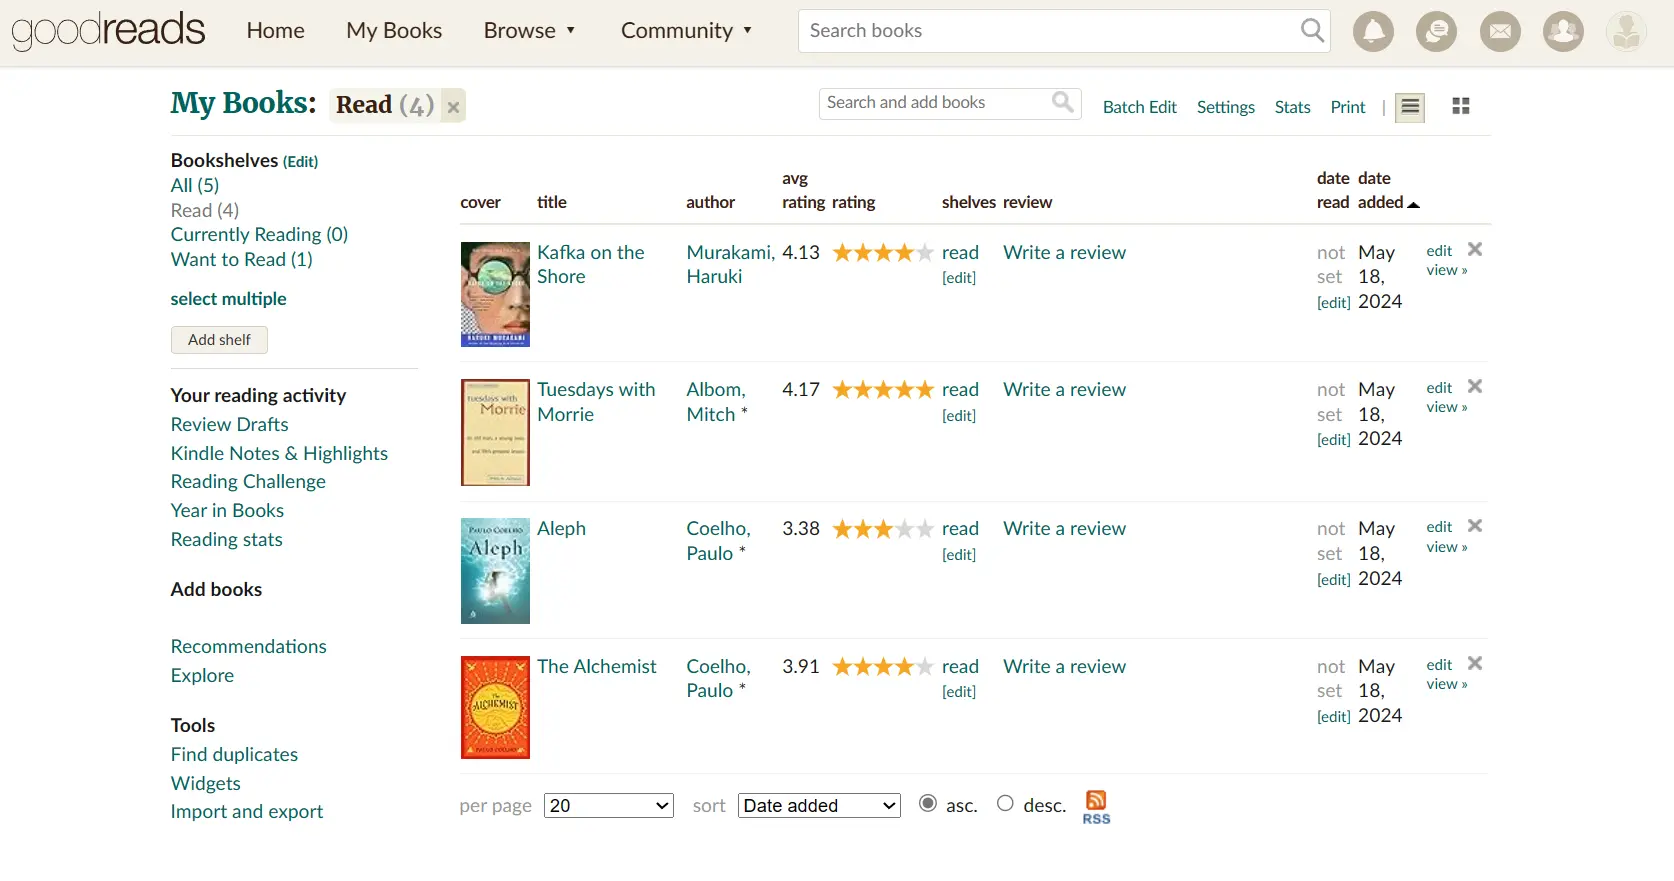 goodreads Home My Books Browse ▼ Community ▼ Search books
My Books: Read (4) ×
Search and add books Batch Edit Settings Stats Print |
Bookshelves (Edit)
All (5)
Read (4)
Currently Reading (0)
Want to Read (1)
select multiple
Add shelf
Your reading activity
Review Drafts
Kindle Notes & Highlights
Reading Challenge
Year in Books
Reading stats
Add books
Recommendations
Explore
Tools
Find duplicates
Widgets
Import and export
cover title author avg rating rating shelves review date read date added
Kafka on the
Shore
Murakami,
Haruki
4.13
read
[edit]
Write a review
not
set
[edit]
May
18,
2024
edit
view »
HARUKI MURAKAMI
Tuesdays with
Morrie
Albom,
Mitch *
4.17
read
[edit]
Write a review
not
set
[edit]
May
18,
2024
edit
view »
tuesdays with
Morrie
Aleph
Coelho,
Paulo *
3.38
read
[edit]
Write a review
not
set
[edit]
May
18,
2024
edit
view »
PAULO COELHO
Aleph
The Alchemist
Coelho,
Paulo *
3.91
read
[edit]
Write a review
not
set
[edit]
May
18,
2024
edit
view »
The
ALCHEMIST
PAULO COELHO
per page 20 sort Date added asc. desc. RSS